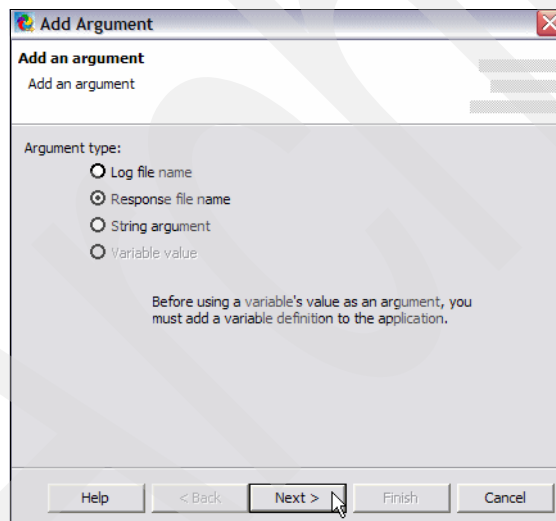 Add Argument
Add an argument
Add an argument
Argument type:
Log file name
Response file name
String argument
Variable value
Before using a variable's value as an argument, you
must add a variable definition to the application.
Help
< Back
Next >
Finish
Cancel